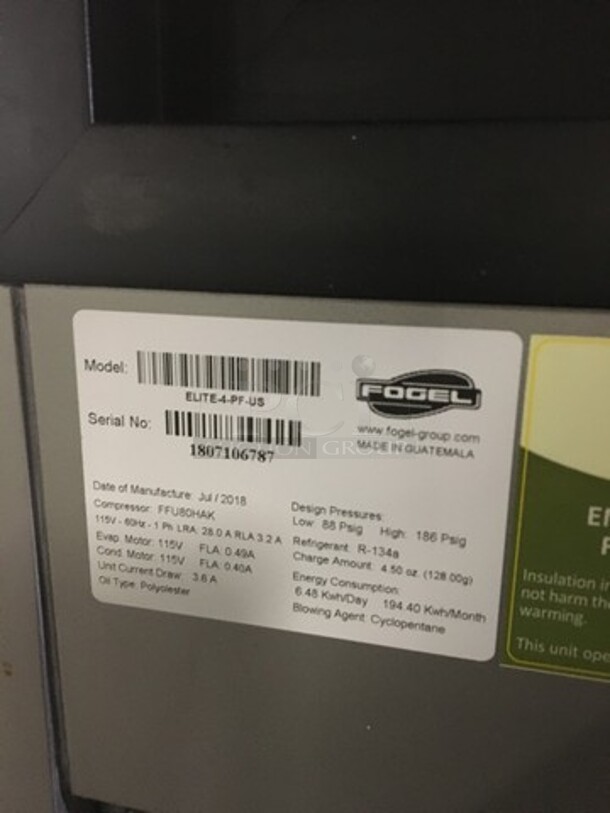 Model:
ELITE-4-PF-US
Serial No:
1807106787
FOGEL
www.fogel-group.com
MADE IN GUATEMALA
Date of Manufacture: Jul / 2018
Compressor: FFU80HAK
115V - 60Hz - 1 Ph LRA: 28.0 A RLA 3.2 A
Evap. Motor: 115V FLA: 0.49A
Cond. Motor: 115V FLA: 0.40A
Unit Current Draw: 3.6 A
Oil Type: Polyolester
Design Pressures:
Low: 88 Psig High: 186 Psig
Refrigerant: R-134a
Charge Amount: 4.50 oz. (128.00g)
Energy Consumption:
6.48 Kwh/Day 194.40 Kwh/Month
Blowing Agent: Cyclopentane
Insulation
not harm the
warming.
This unit ope